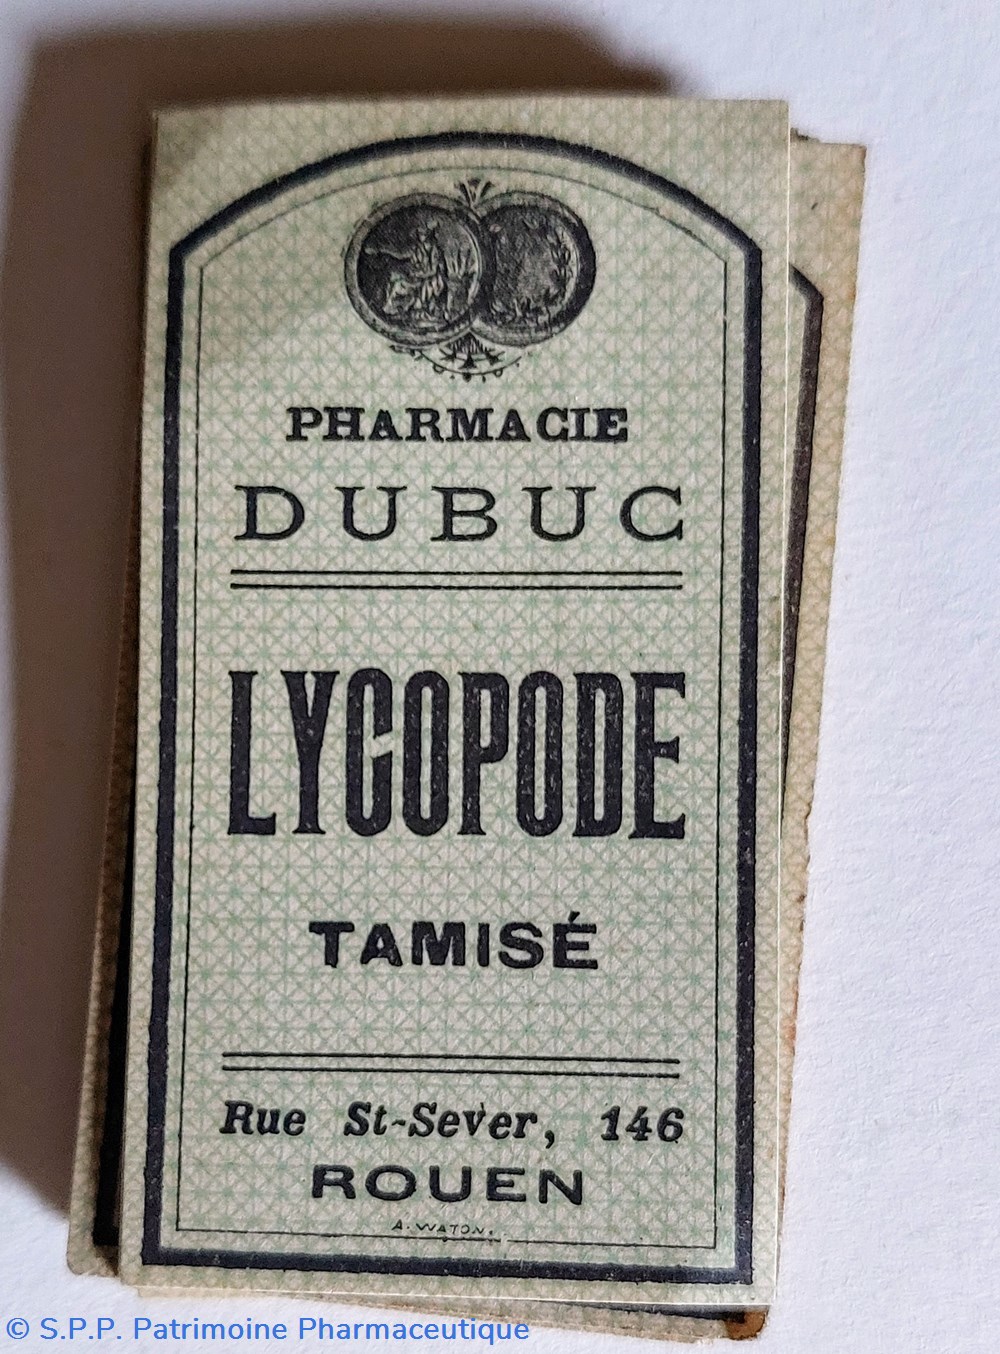 PHARMACIE
DUBUC
LYCOPODE
TAMISÉ
Rue St-Sever, 146
ROUEN
A. WATON.
© S.P.P. Patrimoine Pharmaceutique